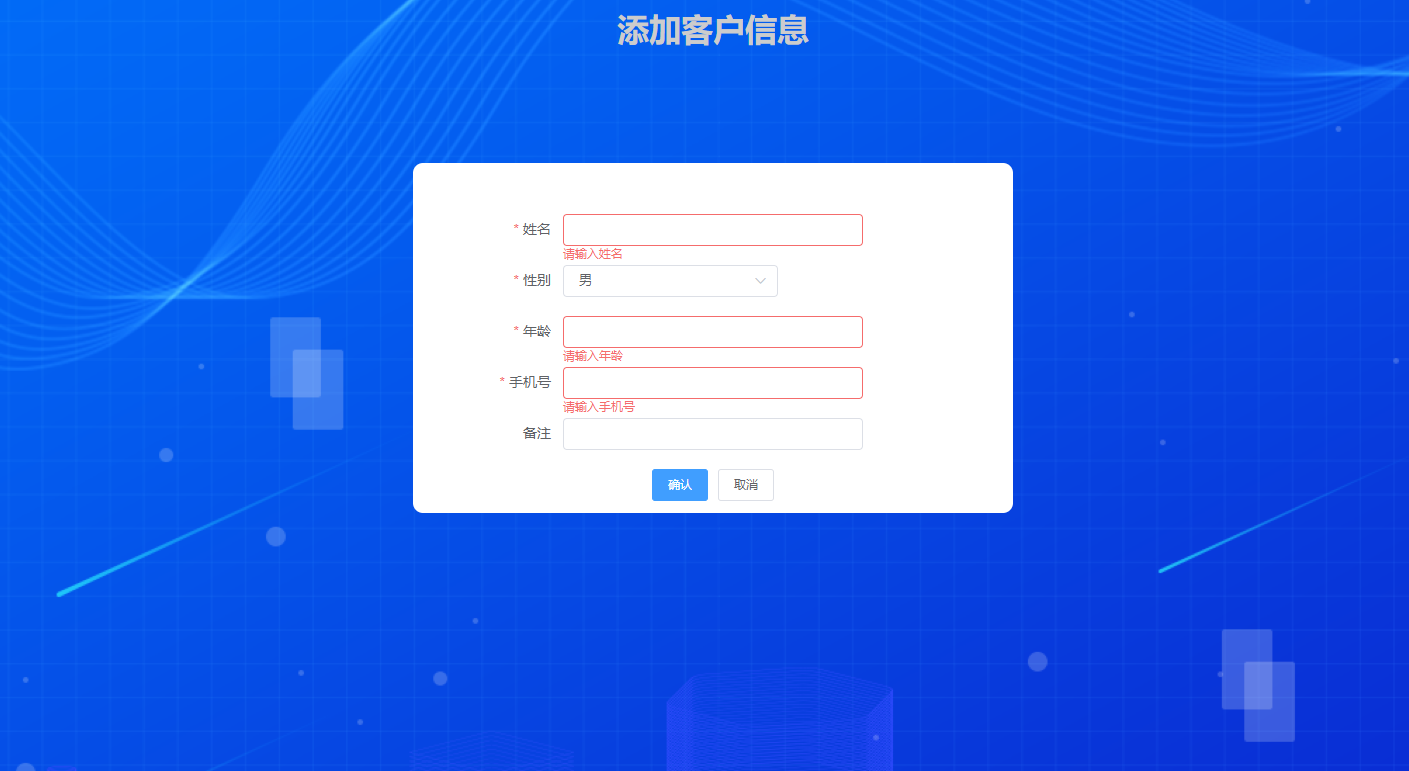 添加客户信息
* 姓名
请输入姓名
* 性别 男
* 年龄
请输入年龄
* 手机号
请输入手机号
备注
确认 取消